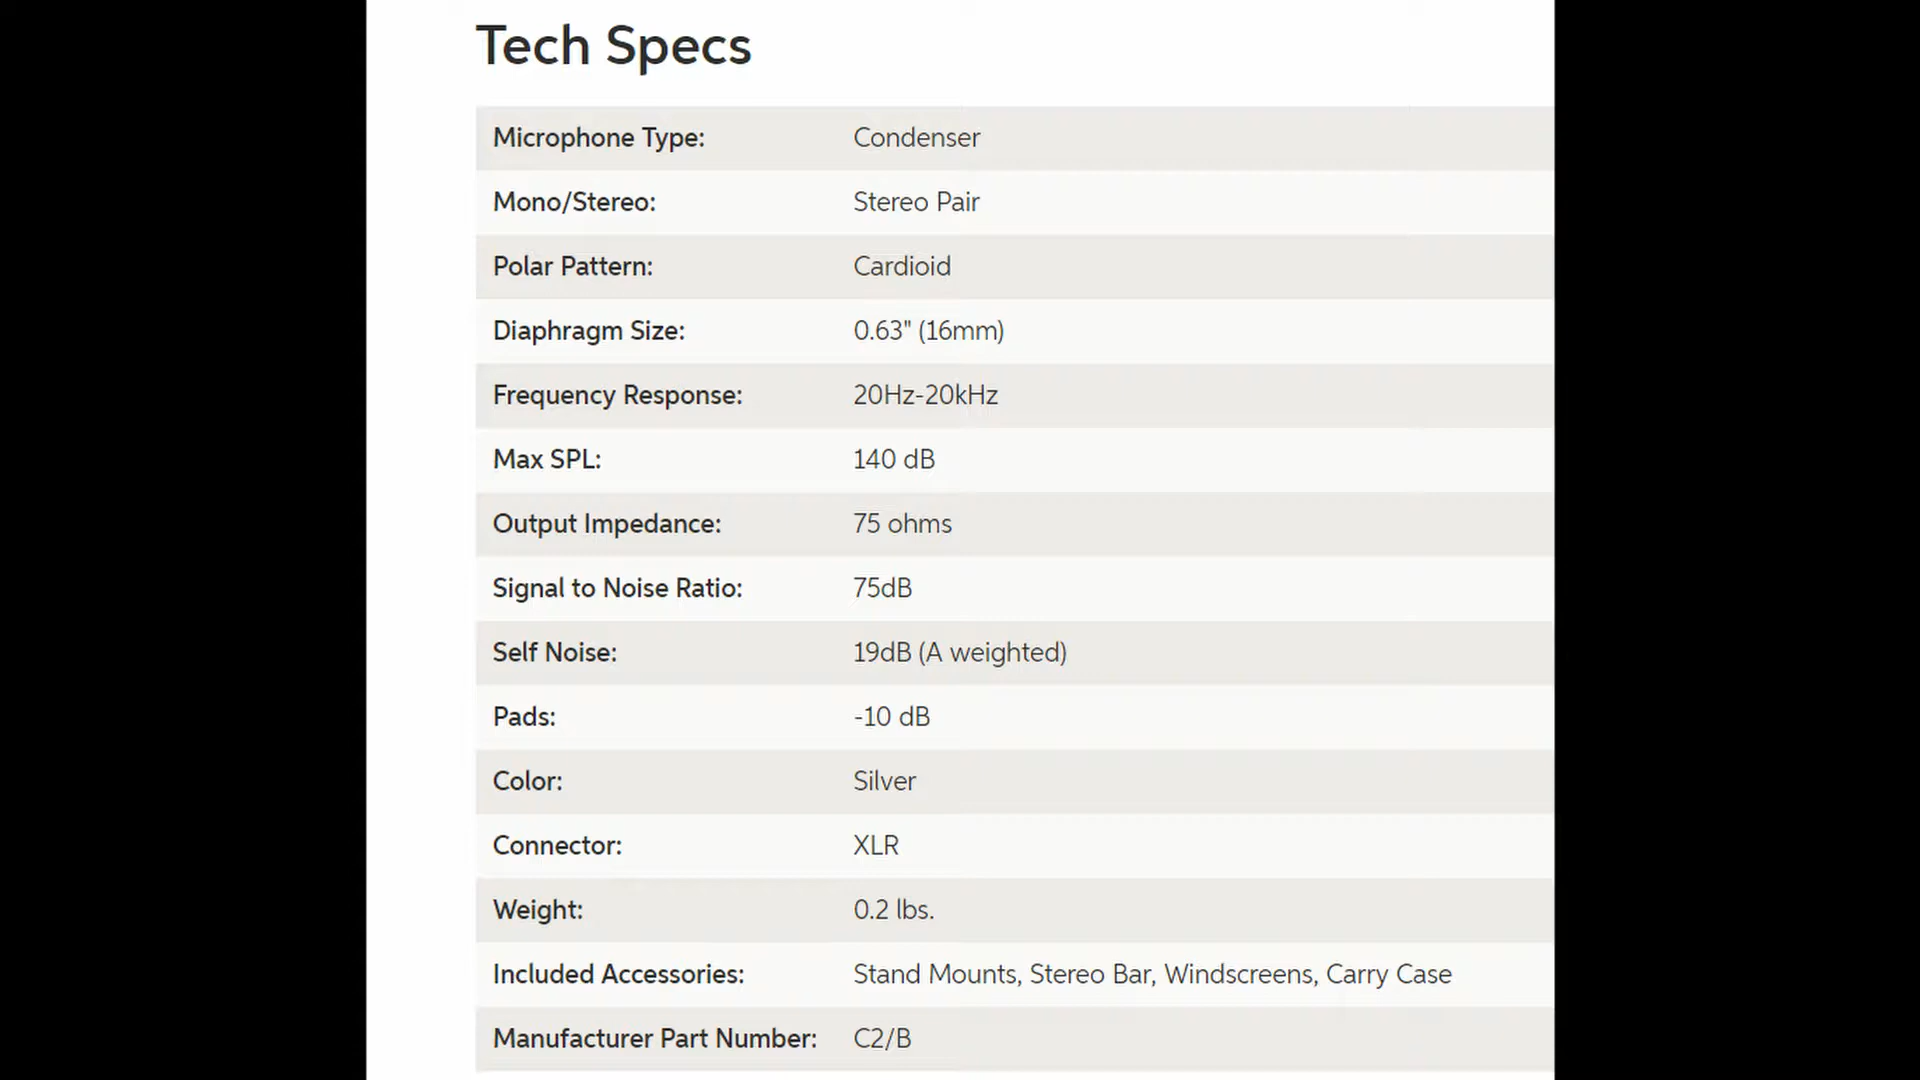 Tech Specs
Microphone Type: Condenser
Mono/Stereo: Stereo Pair
Polar Pattern: Cardioid
Diaphragm Size: 0.63" (16mm)
Frequency Response: 20Hz-20kHz
Max SPL: 140 dB
Output Impedance: 75 ohms
Signal to Noise Ratio: 75dB
Self Noise: 19dB (A weighted)
Pads: -10 dB
Color: Silver
Connector: XLR
Weight: 0.2 lbs.
Included Accessories: Stand Mounts, Stereo Bar, Windscreens, Carry Case
Manufacturer Part Number: C2/B